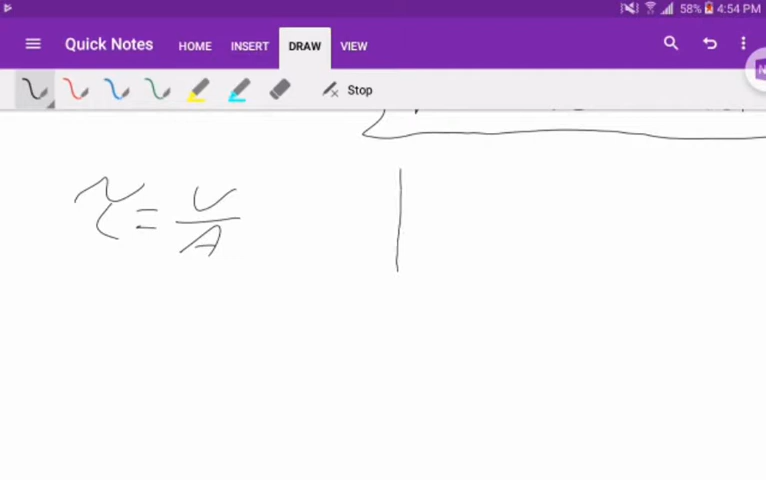 58% 4:54 PM
Quick Notes HOME INSERT DRAW VIEW
Stop
τ = V/A